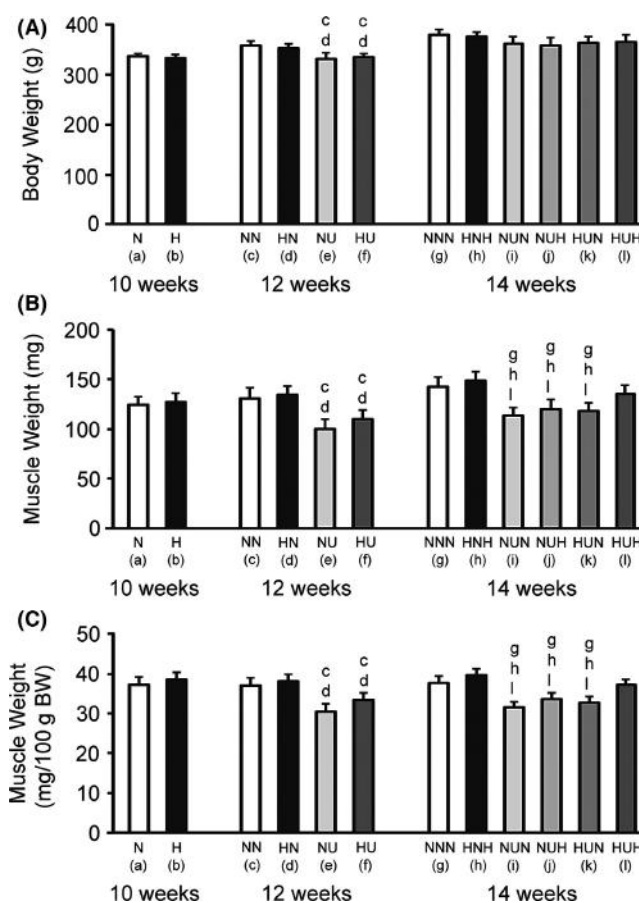 (A)
Body Weight (g)
400
300
200
100
0
c c
d d
N H NN HN NU HU NNN HNH NUN NUH HUN HUH
(a) (b) (c) (d) (e) (f) (g) (h) (i) (j) (k) (l)
10 weeks 12 weeks 14 weeks
(B)
Muscle Weight (mg)
200
150
100
50
0
c c
d d
g g g
h h h
l l l
N H NN HN NU HU NNN HNH NUN NUH HUN HUH
(a) (b) (c) (d) (e) (f) (g) (h) (i) (j) (k) (l)
10 weeks 12 weeks 14 weeks
(C)
Muscle Weight
(mg/100 g BW)
50
40
30
20
10
0
c c
d d
g g g
h h h
l l l
N H NN HN NU HU NNN HNH NUN NUH HUN HUH
(a) (b) (c) (d) (e) (f) (g) (h) (i) (j) (k) (l)
10 weeks 12 weeks 14 weeks